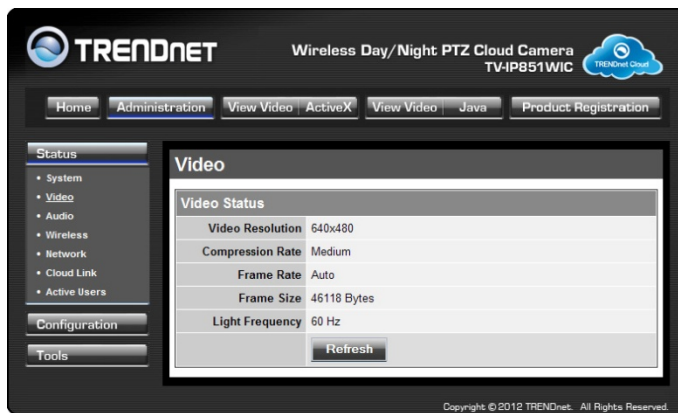 TRENDNET
Wireless Day/Night PTZ Cloud Camera
TV-IP851WIC
TRENDnet Cloud
Home Administration View Video ActiveX View Video Java Product Registration
Status
• System
• Video
• Audio
• Wireless
• Network
• Cloud Link
• Active Users
Configuration
Tools
Video
Video Status
Video Resolution 640x480
Compression Rate Medium
Frame Rate Auto
Frame Size 46118 Bytes
Light Frequency 60 Hz
Refresh
Copyright © 2012 TRENDnet. All Rights Reserved.